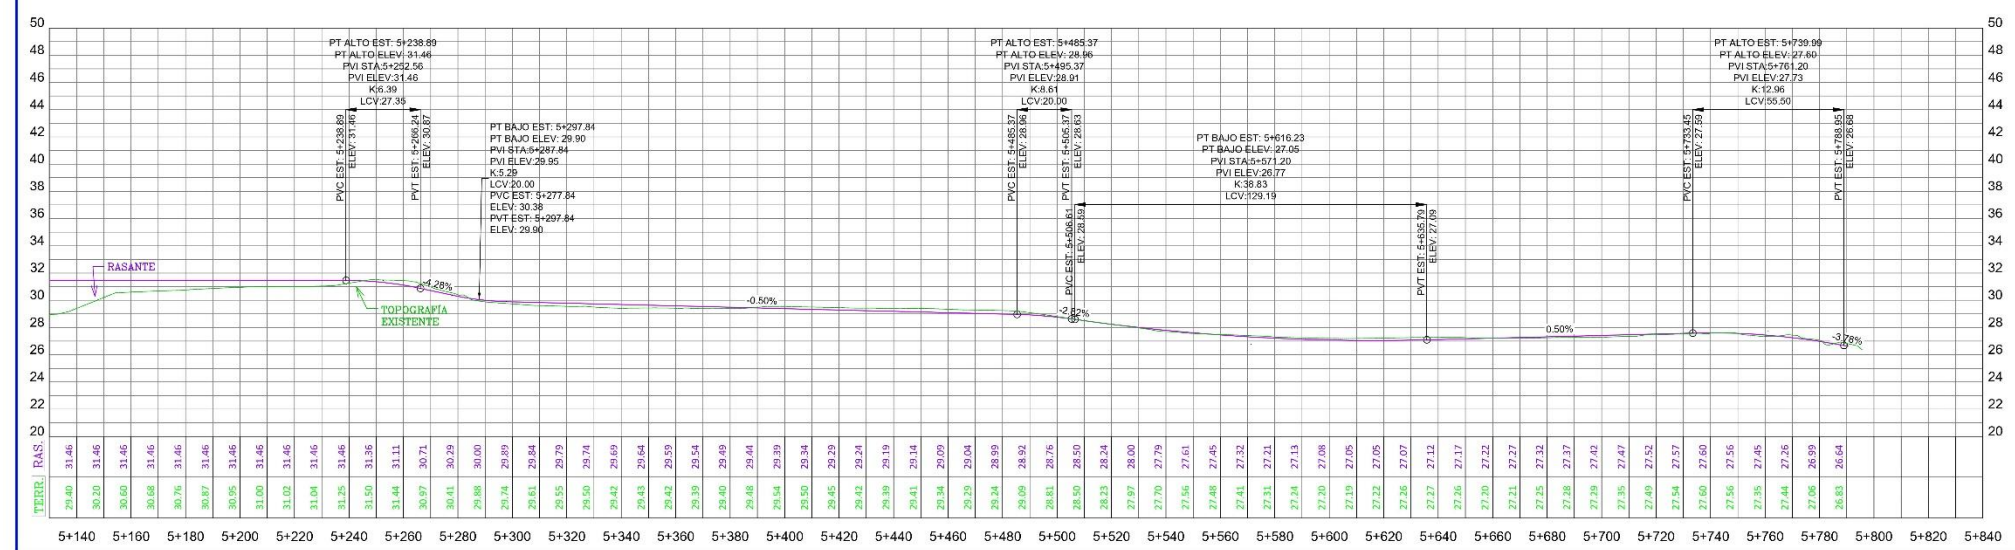 50
48
46
44
42
40
38
36
34
32
30
28
26
24
22
20
PT ALTO EST: 5+238.89
PT ALTO ELEV: 31.46
PVI STA:5+252.56
PVI ELEV:31.46
K:6.39
LCV:27.35
PVC EST: 5+238.89
ELEV: 31.46
PVT EST: 5+266.24
ELEV: 30.87
PT BAJO EST: 5+297.84
PT BAJO ELEV: 29.90
PVI STA:5+287.84
PVI ELEV:29.95
K:5.29
LCV:20.00
PVC EST: 5+277.84
ELEV: 30.38
PVT EST: 5+297.84
ELEV: 29.90
PT ALTO EST: 5+485.37
PT ALTO ELEV: 28.96
PVI STA:5+495.37
PVI ELEV:28.91
K:8.61
LCV:20.00
PVC EST: 5+485.37
ELEV: 28.96
PVT EST: 5+505.37
ELEV: 28.63
PT BAJO EST: 5+616.23
PT BAJO ELEV: 27.05
PVI STA:5+571.20
PVI ELEV:26.77
K:38.83
LCV:129.19
PVC EST: 5+506.61
ELEV: 28.59
PVT EST: 5+635.79
ELEV: 27.09
PT ALTO EST: 5+739.99
PT ALTO ELEV: 27.60
PVI STA:5+761.20
PVI ELEV:27.73
K:12.96
LCV:55.50
PVC EST: 5+733.45
ELEV: 27.59
PVT EST: 5+788.95
ELEV: 26.68
RASANTE
TOPOGRAFÍA
EXISTENTE
-4.28%
-0.50%
-2.82%
0.50%
-3.78%
50
48
46
44
42
40
38
36
34
32
30
28
26
24
22
20
RAS. 31.46 31.46 31.46 31.46 31.46 31.46 31.46 31.46 31.46 31.46 31.46 31.36 31.11 30.71 30.29 30.00 29.89 29.84 29.79 29.74 29.69 29.64 29.59 29.54 29.49 29.44 29.39 29.34 29.29 29.24 29.19 29.14 29.09 29.04 28.99 28.92 28.76 28.50 28.24 28.00 27.79 27.61 27.45 27.32 27.21 27.13 27.08 27.05 27.05 27.07 27.12 27.17 27.22 27.27 27.32 27.37 27.42 27.47 27.52 27.57 27.60 27.56 27.45 27.26 26.99 26.64
TERR. 29.40 30.20 30.60 30.68 30.76 30.87 30.95 31.00 31.02 31.04 31.25 31.50 31.44 30.97 30.41 29.88 29.74 29.61 29.55 29.50 29.42 29.43 29.42 29.39 29.42 29.48 29.54 29.50 29.45 29.42 29.39 29.41 29.34 29.29 29.24 29.09 28.81 28.50 28.23 27.97 27.70 27.56 27.48 27.41 27.31 27.24 27.20 27.19 27.22 27.26 27.27 27.26 27.20 27.21 27.25 27.28 27.29 27.35 27.49 27.54 27.60 27.56 27.35 27.44 27.06 26.83
5+140 5+160 5+180 5+200 5+220 5+240 5+260 5+280 5+300 5+320 5+340 5+360 5+380 5+400 5+420 5+440 5+460 5+480 5+500 5+520 5+540 5+560 5+580 5+600 5+620 5+640 5+660 5+680 5+700 5+720 5+740 5+760 5+780 5+800 5+820 5+840